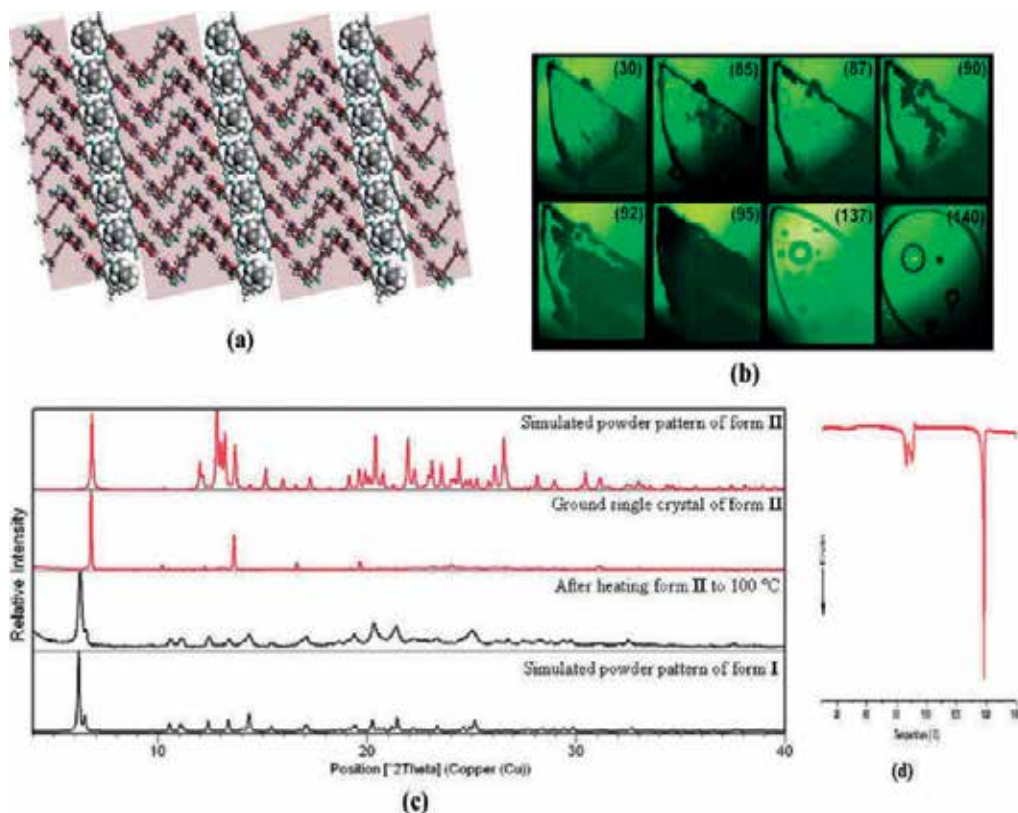 (a)
(30) (85) (87) (90)
(92) (95) (137) (140)
(b)
Simulated powder pattern of form II
Ground single crystal of form II
After heating form II to 100 °C
Simulated powder pattern of form I
Relative Intensity
10 20 30 40
Position [°2Theta] (Copper (Cu))
(c)
(d)